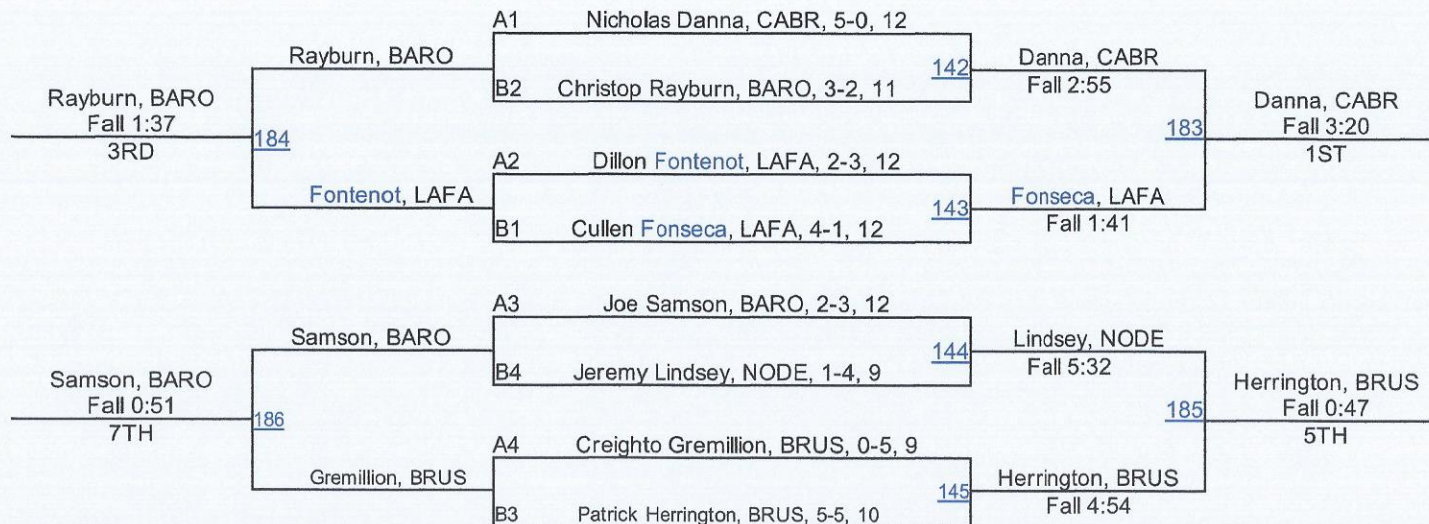 A1 Nicholas Danna, CABR, 5-0, 12
Rayburn, BARO
142
Danna, CABR
Fall 2:55
B2 Christop Rayburn, BARO, 3-2, 11
Rayburn, BARO
Fall 1:37
3RD
184
183
Danna, CABR
Fall 3:20
1ST
A2 Dillon Fontenot, LAFA, 2-3, 12
Fontenot, LAFA
143
Fonseca, LAFA
Fall 1:41
B1 Cullen Fonseca, LAFA, 4-1, 12
A3 Joe Samson, BARO, 2-3, 12
Samson, BARO
144
Lindsey, NODE
Fall 5:32
B4 Jeremy Lindsey, NODE, 1-4, 9
Samson, BARO
Fall 0:51
7TH
186
185
Herrington, BRUS
Fall 0:47
5TH
A4 Creighto Gremillion, BRUS, 0-5, 9
Gremillion, BRUS
145
Herrington, BRUS
Fall 4:54
B3 Patrick Herrington, BRUS, 5-5, 10